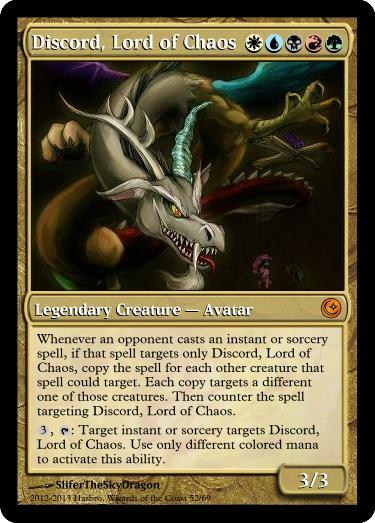 Discord, Lord of Chaos
Legendary Creature — Avatar
Whenever an opponent casts an instant or sorcery
spell, if that spell targets only Discord, Lord of
Chaos, copy the spell for each other creature that
spell could target. Each copy targets a different
one of those creatures. Then counter the spell
targeting Discord, Lord of Chaos.
3, : Target instant or sorcery targets Discord,
Lord of Chaos. Use only different colored mana
to activate this ability.
3/3
SliferTheSkyDragon
2012-2013 Hasbro, Wizards of the Coast 52/69